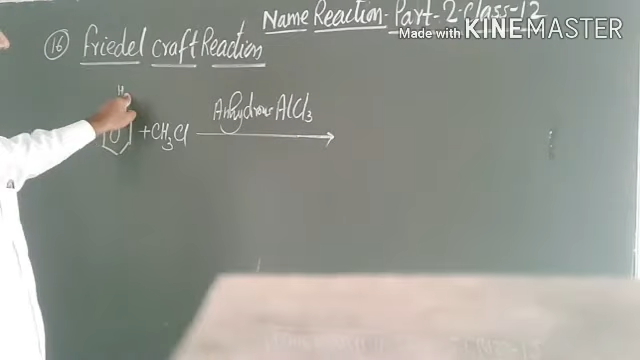 Name Reaction - Part-2-Class-12
Made with KINEMASTER
16 Friedel craft Reaction
H
+ CH3Cl Anhydrous AlCl3